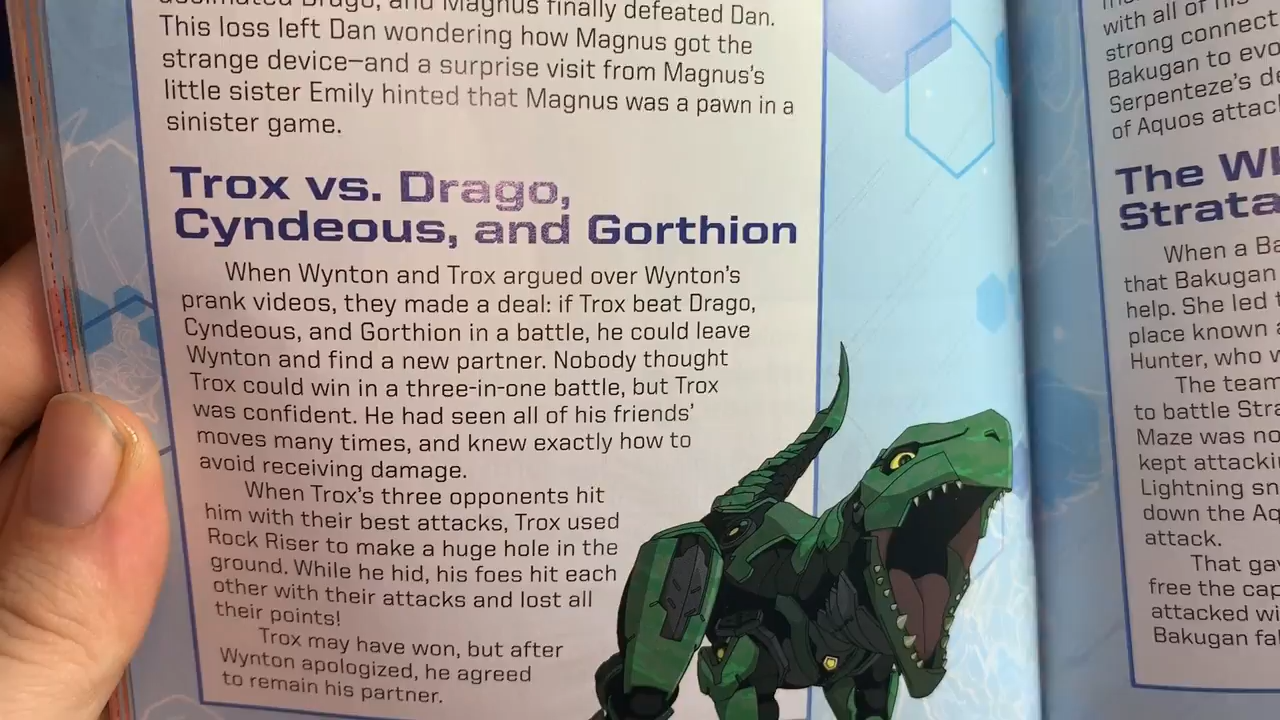 Drago, and Magnus finally defeated Dan.
This loss left Dan wondering how Magnus got the
strange device—and a surprise visit from Magnus's
little sister Emily hinted that Magnus was a pawn in a
sinister game.
Trox vs. Drago,
Cyndeous, and Gorthion
When Wynton and Trox argued over Wynton's
prank videos, they made a deal: if Trox beat Drago,
Cyndeous, and Gorthion in a battle, he could leave
Wynton and find a new partner. Nobody thought
Trox could win in a three-in-one battle, but Trox
was confident. He had seen all of his friends'
moves many times, and knew exactly how to
avoid receiving damage.
When Trox's three opponents hit
him with their best attacks, Trox used
Rock Riser to make a huge hole in the
ground. While he hid, his foes hit each
other with their attacks and lost all
their points!
Trox may have won, but after
Wynton apologized, he agreed
to remain his partner.
with all of his
strong connect
Bakugan to evo
Serpenteze's d
of Aquos attac
The W
Strata
When a Ba
that Bakugan
help. She led
place known
Hunter, who w
The team
to battle Stra
Maze was no
kept attacki
Lightning sn
down the Aq
attack.
That gav
free the cap
attacked wi
Bakugan fa